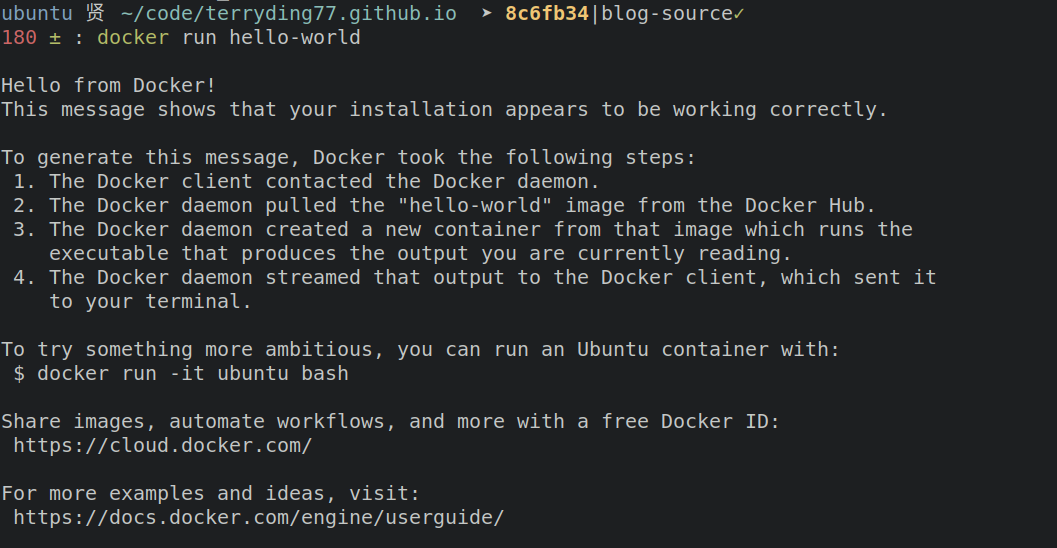 ubuntu 贤 ~/code/terryding77.github.io ➤ 8c6fb34|blog-source✓
180 ± : docker run hello-world
Hello from Docker!
This message shows that your installation appears to be working correctly.
To generate this message, Docker took the following steps:
1. The Docker client contacted the Docker daemon.
2. The Docker daemon pulled the "hello-world" image from the Docker Hub.
3. The Docker daemon created a new container from that image which runs the
executable that produces the output you are currently reading.
4. The Docker daemon streamed that output to the Docker client, which sent it
to your terminal.
To try something more ambitious, you can run an Ubuntu container with:
$ docker run -it ubuntu bash
Share images, automate workflows, and more with a free Docker ID:
https://cloud.docker.com/
For more examples and ideas, visit:
https://docs.docker.com/engine/userguide/